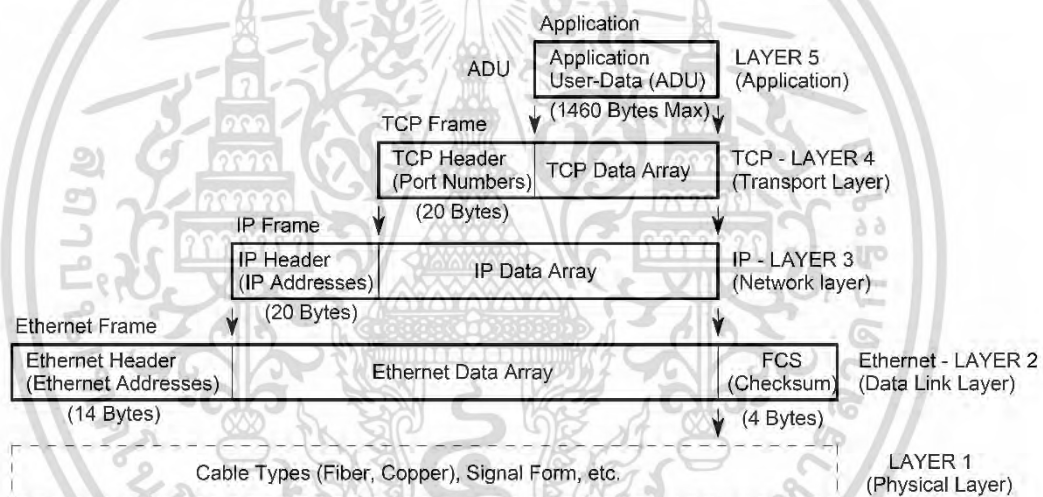 Application
ADU
Application
User-Data (ADU)
LAYER 5
(Application)
(1460 Bytes Max)
TCP Frame
TCP Header
(Port Numbers)
TCP Data Array
TCP - LAYER 4
(Transport Layer)
(20 Bytes)
IP Frame
IP Header
(IP Addresses)
IP Data Array
IP - LAYER 3
(Network layer)
(20 Bytes)
Ethernet Frame
Ethernet Header
(Ethernet Addresses)
Ethernet Data Array
FCS
(Checksum)
Ethernet - LAYER 2
(Data Link Layer)
(14 Bytes)
(4 Bytes)
Cable Types (Fiber, Copper), Signal Form, etc.
LAYER 1
(Physical Layer)